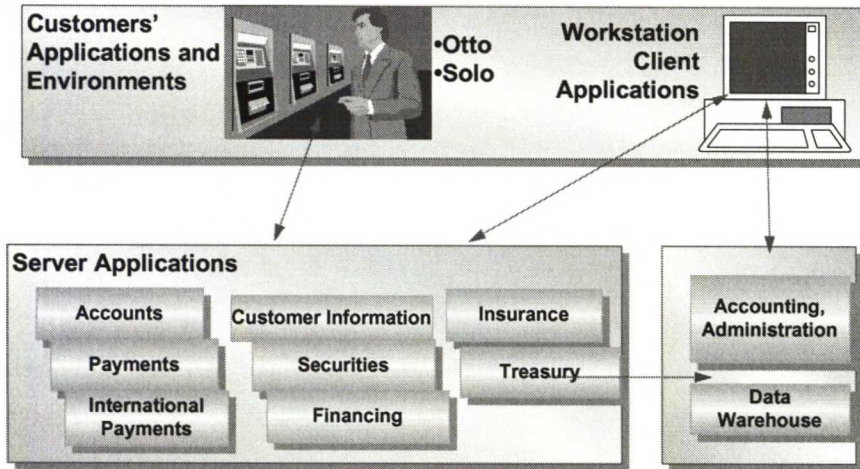 Customers'
Applications and
Environments
•Otto
•Solo
Workstation
Client
Applications
Server Applications
Accounts
Payments
International
Payments
Customer Information
Securities
Financing
Insurance
Treasury
Accounting,
Administration
Data
Warehouse